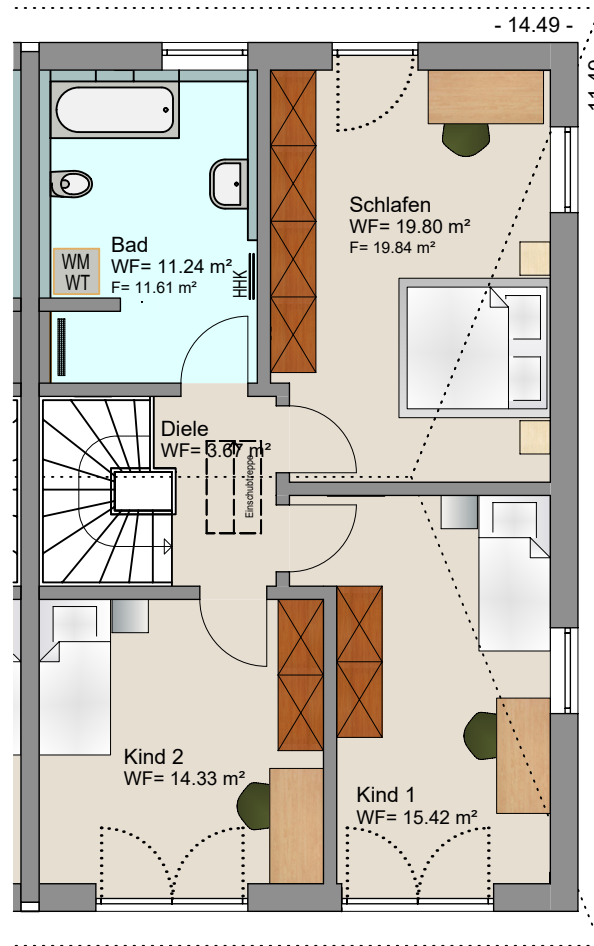 - 14.49 -
11.49
Schlafen
WF= 19.80 m²
F= 19.84 m²
Bad
WF= 11.24 m²
F= 11.61 m²
WM
WT
HHK
Diele
WF= 3.67 m²
Einschubtreppe
Kind 2
WF= 14.33 m²
Kind 1
WF= 15.42 m²